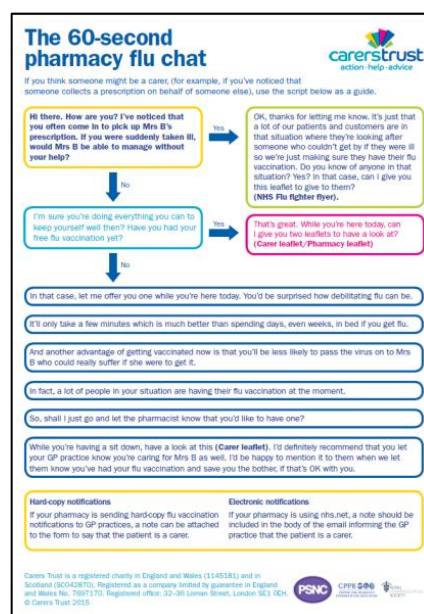 The 60-second
pharmacy flu chat
carerstrust
action·help·advice
If you think someone might be a carer, (for example, if you've noticed that
someone collects a prescription on behalf of someone else), use the script below as a guide.
Hi there. How are you? I've noticed that
you often come in to pick up Mrs B's
prescription. If you were suddenly taken ill,
would Mrs B be able to manage without
your help?
Yes
OK, thanks for letting me know. It's just that
a lot of our patients and customers are in
that situation where they're looking after
someone who couldn't get by if they were ill
so we're just making sure they have their flu
vaccination. Do you know of anyone in that
situation? Yes? In that case, can I give you
this leaflet to give to them?
(NHS Flu fighter flyer).
No
I'm sure you're doing everything you can to
keep yourself well then? Have you had your
free flu vaccination yet?
Yes
That's great. While you're here today, can
I give you two leaflets to have a look at?
(Carer leaflet/Pharmacy leaflet)
No
In that case, let me offer you one while you're here today. You'd be surprised how debilitating flu can be.
It'll only take a few minutes which is much better than spending days, even weeks, in bed if you get flu.
And another advantage of getting vaccinated now is that you'll be less likely to pass the virus on to Mrs
B who could really suffer if she were to get it.
In fact, a lot of people in your situation are having their flu vaccination at the moment.
So, shall I just go and let the pharmacist know that you'd like to have one?
While you're having a sit down, have a look at this (Carer leaflet). I'd definitely recommend that you let
your GP practice know you're caring for Mrs B as well. I'd be happy to mention it to them when we let
them know you've had your flu vaccination and save you the bother, if that's OK with you.
Hard-copy notifications
If your pharmacy is sending hard-copy flu vaccination
notifications to GP practices, a note can be attached
to the form to say that the patient is a carer.
Electronic notifications
If your pharmacy is using nhs.net, a note should be
included in the body of the email informing the GP
practice that the patient is a carer.
Carers Trust is a registered charity in England and Wales (1145181) and in
Scotland (SC042870). Registered as a company limited by guarantee in England
and Wales No. 7697170. Registered office: 32–36 Loman Street, London SE1 0EH.
© Carers Trust 2015
PSNC
CPPE